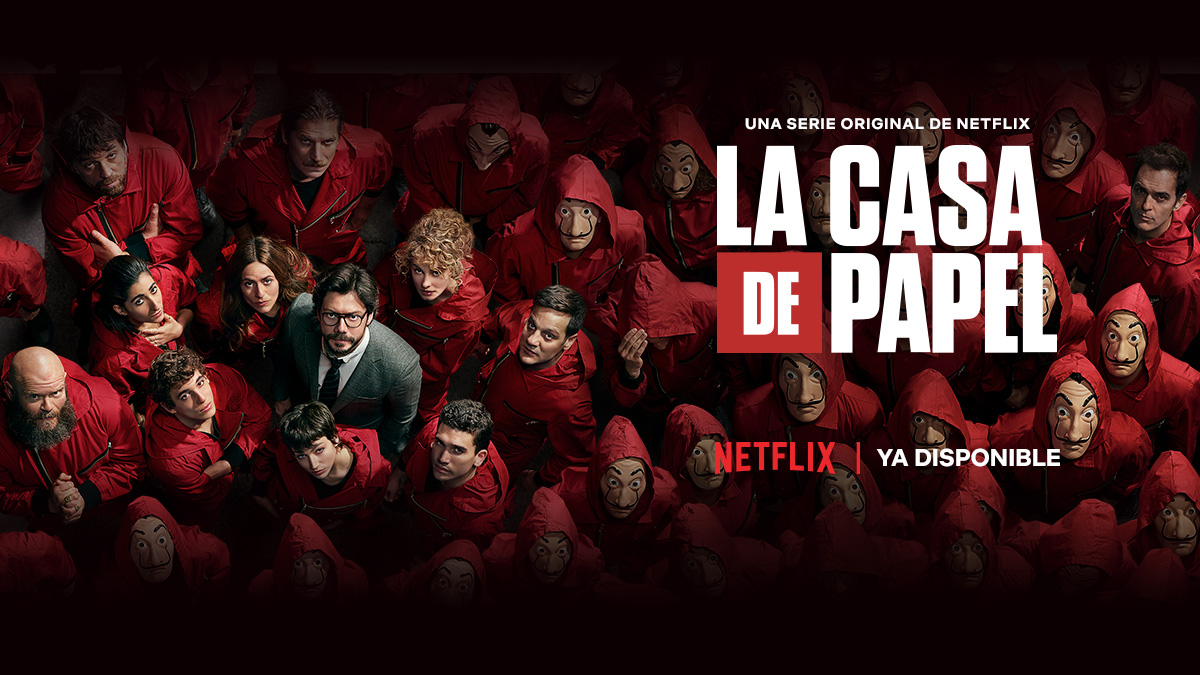 UNA SERIE ORIGINAL DE NETFLIX
LA CASA
DE PAPEL
NETFLIX | YA DISPONIBLE